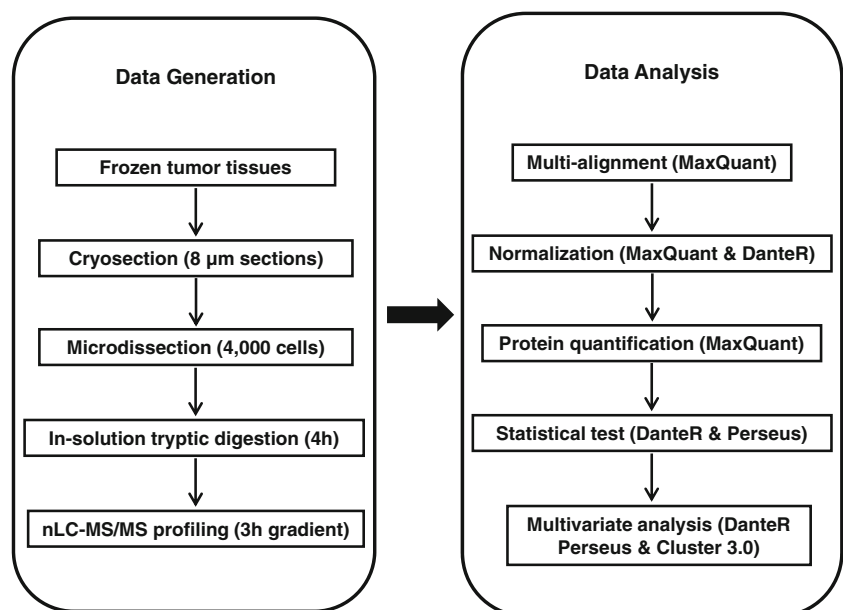 Data Generation
Frozen tumor tissues
Cryosection (8 µm sections)
Microdissection (4,000 cells)
In-solution tryptic digestion (4h)
nLC-MS/MS profiling (3h gradient)
Data Analysis
Multi-alignment (MaxQuant)
Normalization (MaxQuant & DanteR)
Protein quantification (MaxQuant)
Statistical test (DanteR & Perseus)
Multivariate analysis (DanteR
Perseus & Cluster 3.0)